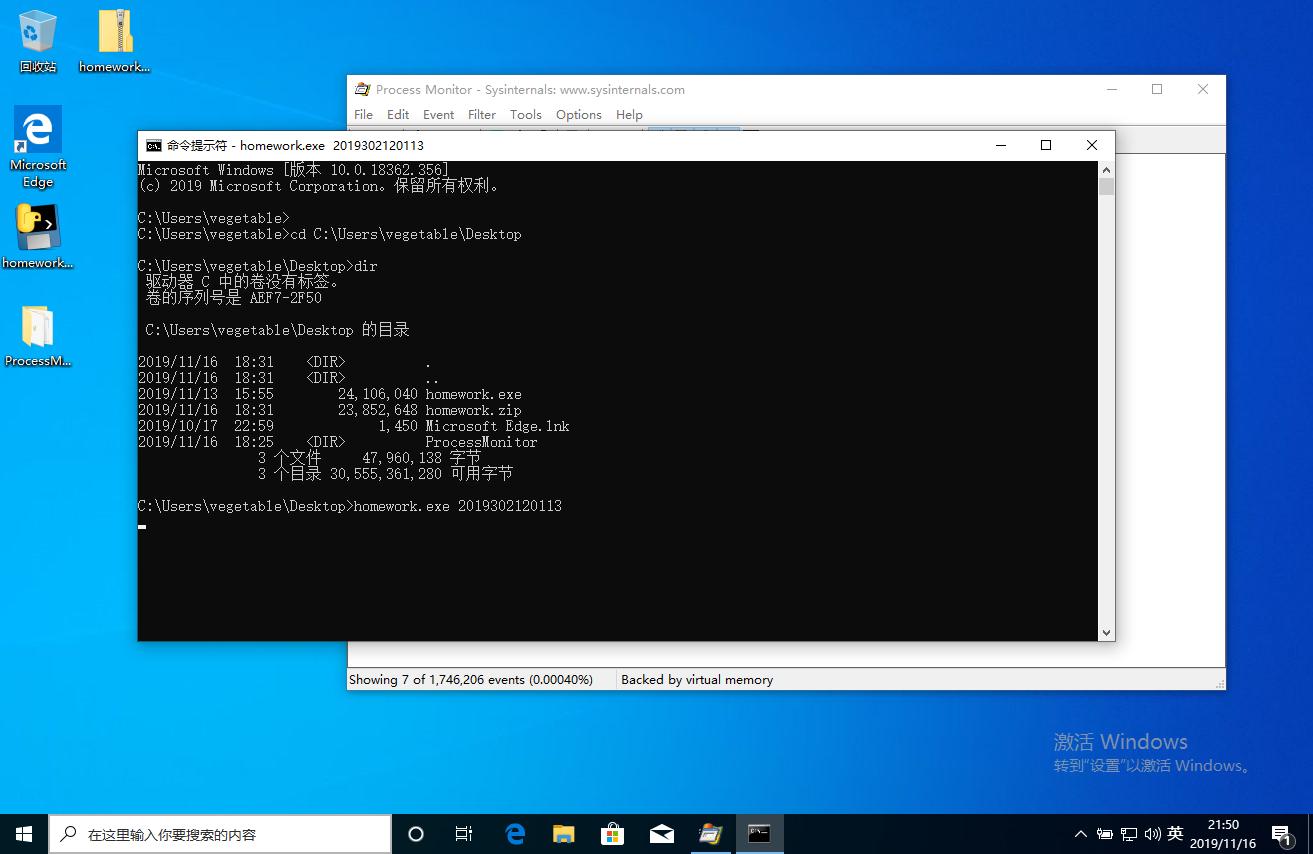 回收站
homework...
Microsoft
Edge
homework...
ProcessM...
Process Monitor - Sysinternals: www.sysinternals.com
File Edit Event Filter Tools Options Help
命令提示符 - homework.exe 2019302120113
Microsoft Windows [版本 10.0.18362.356]
(c) 2019 Microsoft Corporation。保留所有权利。
C:\Users\vegetable>
C:\Users\vegetable>cd C:\Users\vegetable\Desktop
C:\Users\vegetable\Desktop>dir
驱动器 C 中的卷没有标签。
卷的序列号是 AEF7-2F50
C:\Users\vegetable\Desktop 的目录
2019/11/16 18:31 <DIR> .
2019/11/16 18:31 <DIR> ..
2019/11/13 15:55 24,106,040 homework.exe
2019/11/16 18:31 23,852,648 homework.zip
2019/10/17 22:59 1,450 Microsoft Edge.lnk
2019/11/16 18:25 <DIR> ProcessMonitor
3 个文件 47,960,138 字节
3 个目录 30,555,361,280 可用字节
C:\Users\vegetable\Desktop>homework.exe 2019302120113
Showing 7 of 1,746,206 events (0.00040%) Backed by virtual memory
激活 Windows
转到“设置”以激活 Windows。
在这里输入你要搜索的内容
英
21:50
2019/11/16
1